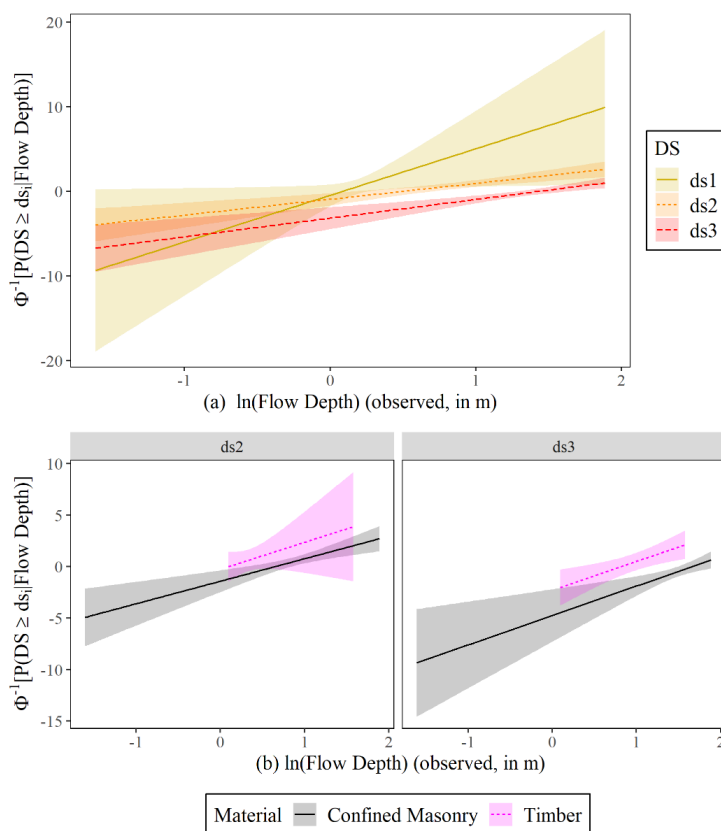 20
10
0
-10
-20
Φ⁻¹[P(DS ≥ dsᵢ|Flow Depth)]
-1
0
1
2
(a) ln(Flow Depth) (observed, in m)
DS
ds1
ds2
ds3
ds2
ds3
10
5
0
-5
-10
-15
Φ⁻¹[P(DS ≥ dsᵢ|Flow Depth)]
-1
0
1
2
-1
0
1
2
(b) ln(Flow Depth) (observed, in m)
Material Confined Masonry Timber